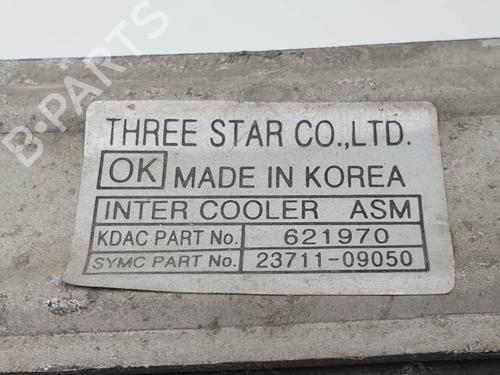 B-PARTS
THREE STAR CO.,LTD.
OK MADE IN KOREA
INTER COOLER ASM
KDAC PART No. 621970
SYMC PART No. 23711-09050